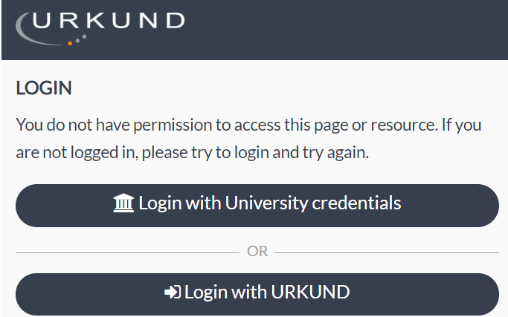 URKUND
LOGIN
You do not have permission to access this page or resource. If you
are not logged in, please try to login and try again.
Login with University credentials
OR
Login with URKUND